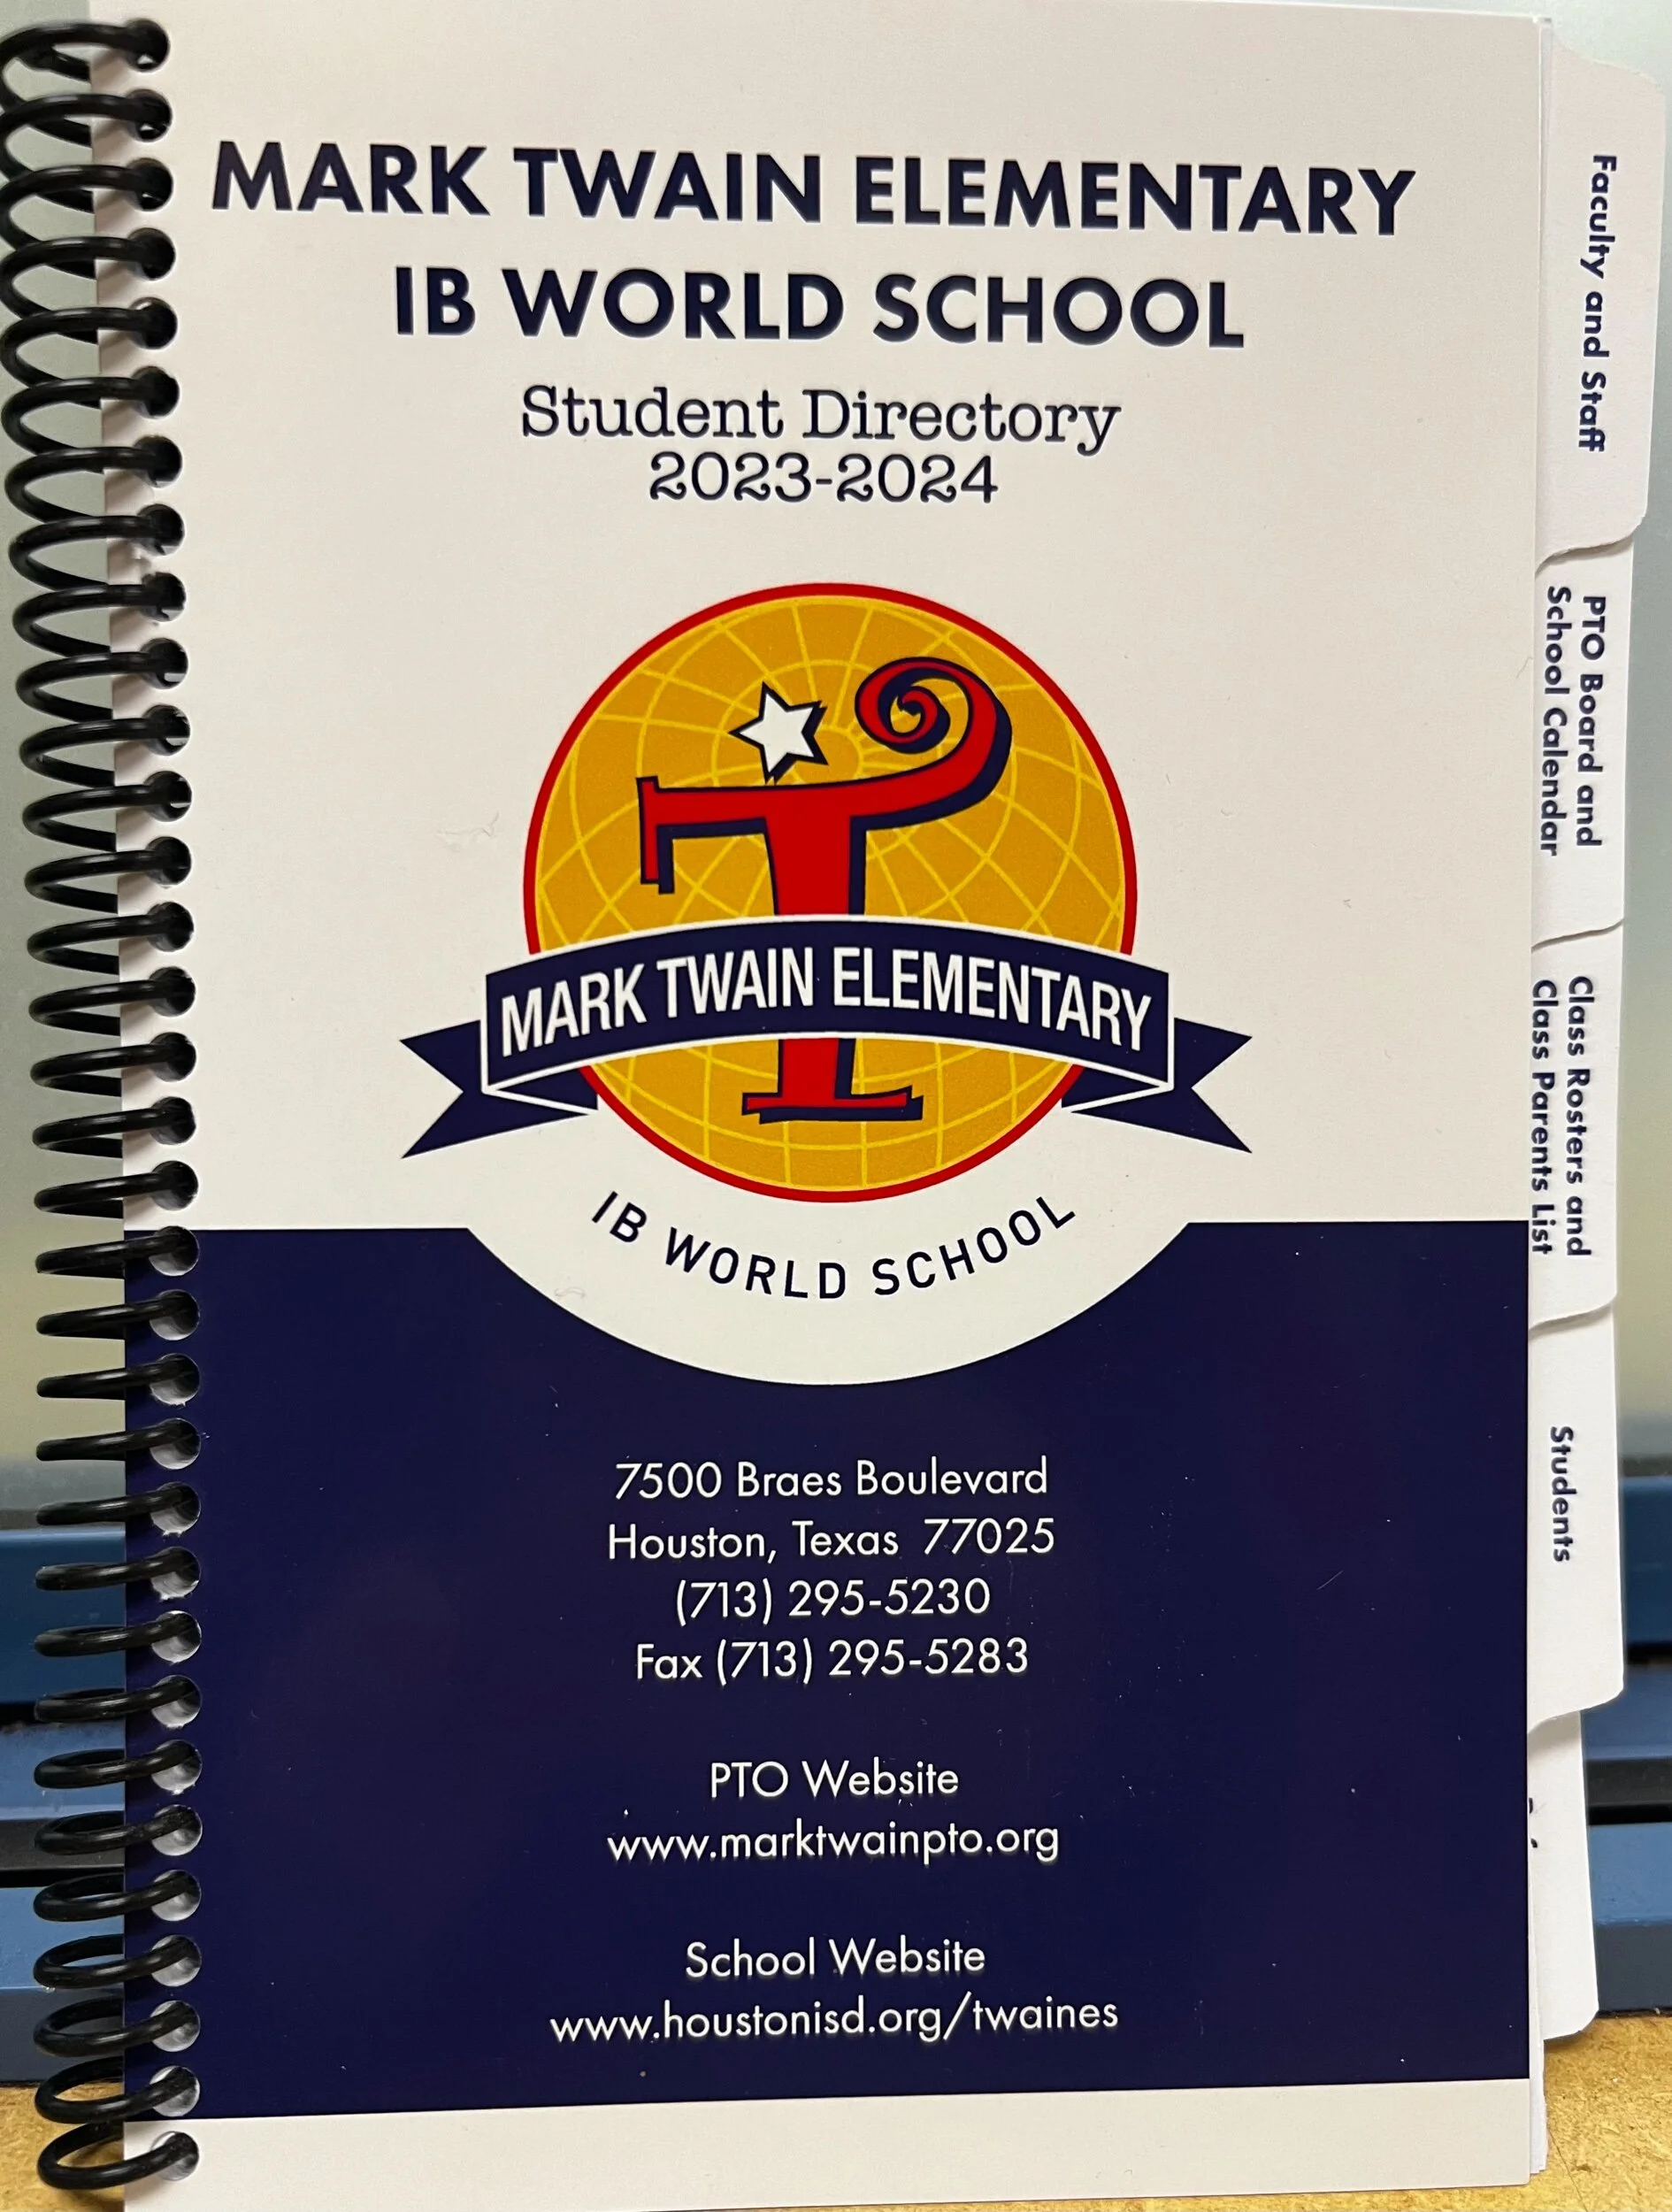 MARK TWAIN ELEMENTARY
IB WORLD SCHOOL
Student Directory
2023-2024
MARK TWAIN ELEMENTARY
IB WORLD SCHOOL
7500 Braes Boulevard
Houston, Texas 77025
(713) 295-5230
Fax (713) 295-5283
PTO Website
www.marktwainpto.org
School Website
www.houstonisd.org/twaines
Faculty and Staff
PTO Board and
School Calendar
Class Rosters and
Class Parents List
Students